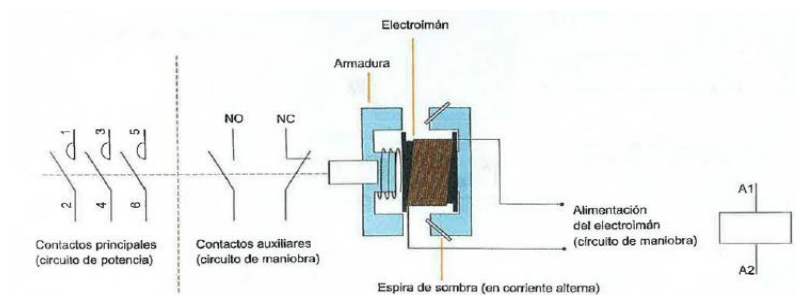 Electroimán
Armadura
NO NC
1 3 5
2 4 6
A1
Alimentación
del electroimán
(circuito de maniobra)
Contactos principales
(circuito de potencia)
Contactos auxiliares
(circuito de maniobra)
A2
Espira de sombra (en corriente alterna)